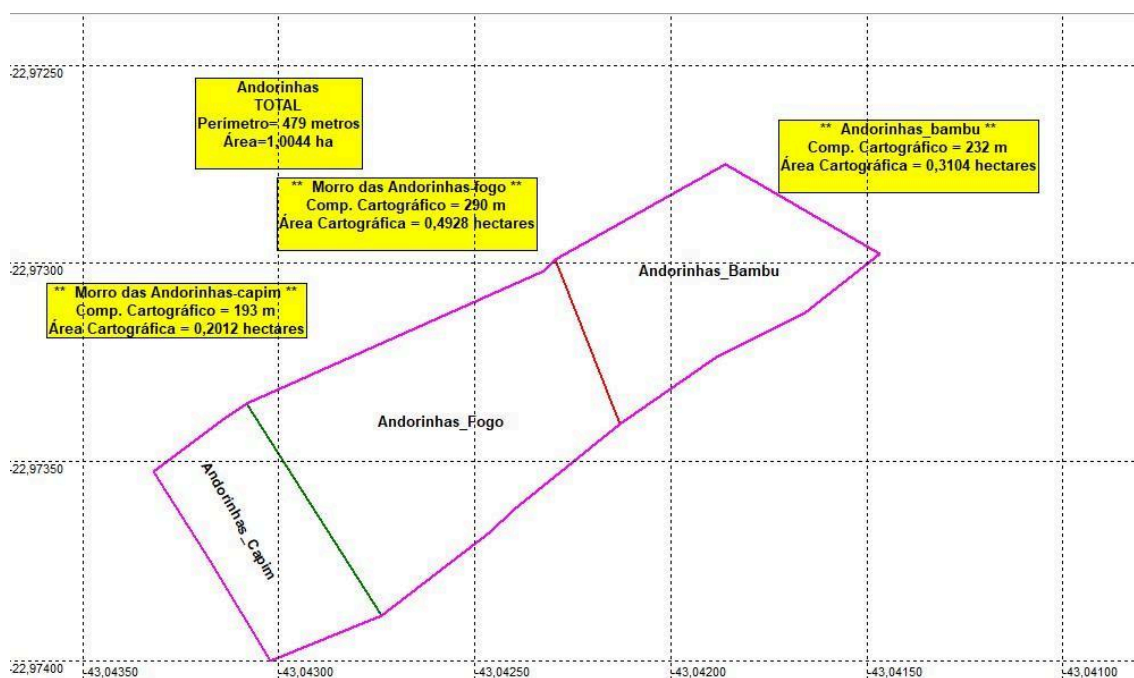 -22,97250
Andorinhas
TOTAL
Perímetro= 479 metros
Área=1,0044 ha
** Andorinhas_bambu **
Comp. Cartográfico = 232 m
Área Cartográfica = 0,3104 hectares
** Morro das Andorinhas-fogo **
Comp. Cartográfico = 290 m
Área Cartográfica = 0,4928 hectares
-22,97300
Andorinhas_Bambu
** Morro das Andorinhas-capim **
Comp. Cartográfico = 193 m
Área Cartográfica = 0,2012 hectares
Andorinhas_Fogo
-22,97350
Andorinhas_Capim
-22,97400
-43,04350
-43,04300
-43,04250
-43,04200
-43,04150
-43,04100